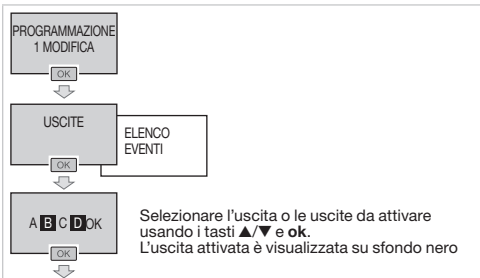 PROGRAMMAZIONE
1 MODIFICA
OK
USCITE
ELENCO
EVENTI
OK
A B C D OK
Selezionare l'uscita o le uscite da attivare
usando i tasti ▲/▼ e ok.
L'uscita attivata è visualizzata su sfondo nero
OK